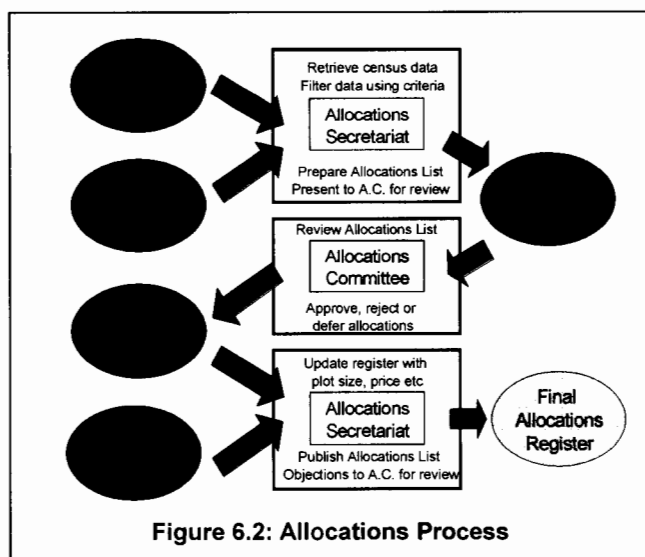 Retrieve census data
Filter data using criteria
Allocations
Secretariat
Prepare Allocations List
Present to A.C. for review
Review Allocations List
Allocations
Committee
Approve, reject or
defer allocations
Update register with
plot size, price etc
Allocations
Secretariat
Publish Allocations List
Objections to A.C. for review
Final
Allocations
Register
Figure 6.2: Allocations Process